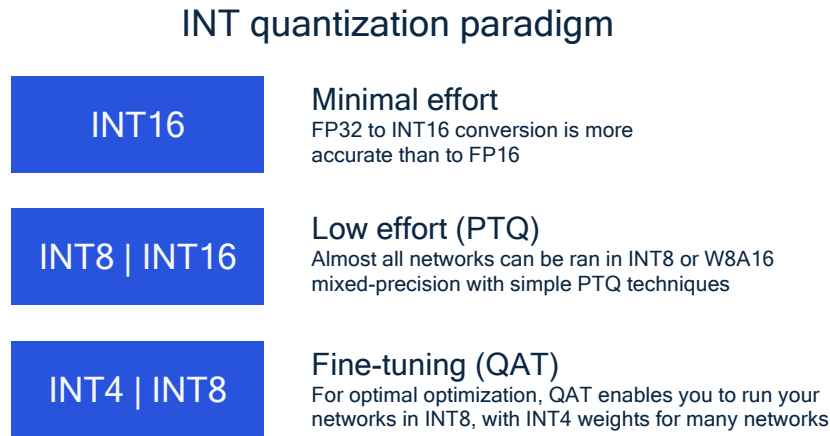 INT quantization paradigm
INT16
Minimal effort
FP32 to INT16 conversion is more
accurate than to FP16
INT8 | INT16
Low effort (PTQ)
Almost all networks can be ran in INT8 or W8A16
mixed-precision with simple PTQ techniques
INT4 | INT8
Fine-tuning (QAT)
For optimal optimization, QAT enables you to run your
networks in INT8, with INT4 weights for many networks